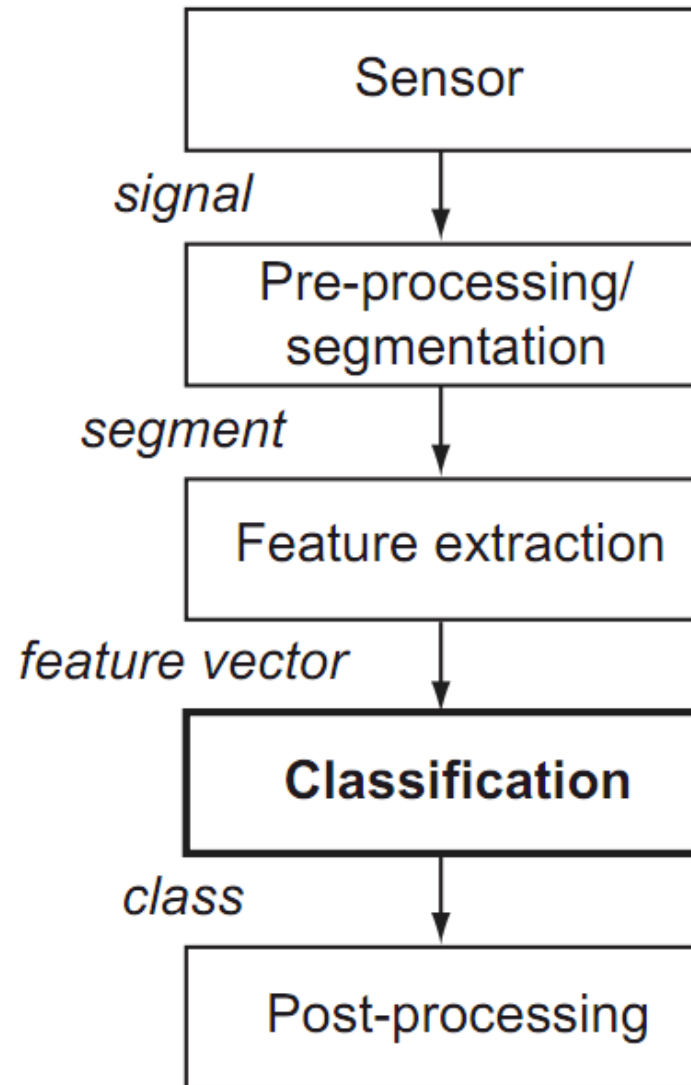 Sensor
signal
Pre-processing/
segmentation
segment
Feature extraction
feature vector
Classification
class
Post-processing